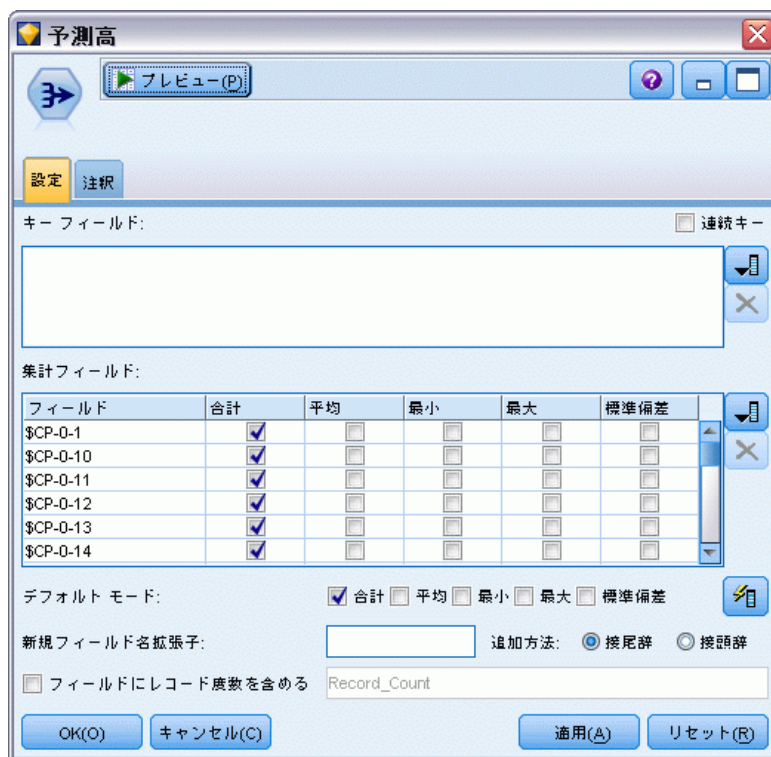 予測高
プレビュー(P)
設定
注釈
キー フィールド:
連続キー
集計フィールド:
フィールド 合計 平均 最小 最大 標準偏差
$CP-0-1
$CP-0-10
$CP-0-11
$CP-0-12
$CP-0-13
$CP-0-14
デフォルト モード: 合計 平均 最小 最大 標準偏差
新規フィールド名拡張子: 追加方法: 接尾辞 接頭辞
フィールドにレコード度数を含める Record_Count
OK(O) キャンセル(C) 適用(A) リセット(R)